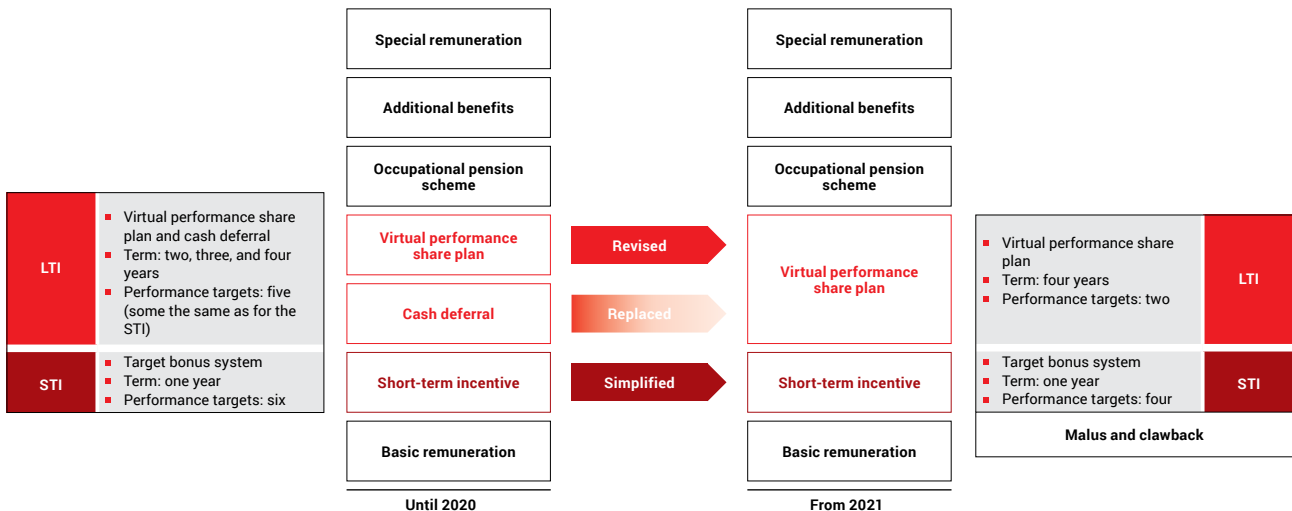 LTI
▪ Virtual performance share
plan and cash deferral
▪ Term: two, three, and four
years
▪ Performance targets: five
(some the same as for the
STI)
STI
▪ Target bonus system
▪ Term: one year
▪ Performance targets: six
Special remuneration
Additional benefits
Occupational pension
scheme
Virtual performance
share plan
Cash deferral
Short-term incentive
Basic remuneration
Until 2020
Revised
Replaced
Simplified
Special remuneration
Additional benefits
Occupational pension
scheme
Virtual performance
share plan
Short-term incentive
Basic remuneration
From 2021
▪ Virtual performance share
plan
▪ Term: four years
▪ Performance targets: two
LTI
▪ Target bonus system
▪ Term: one year
▪ Performance targets: four
STI
Malus and clawback